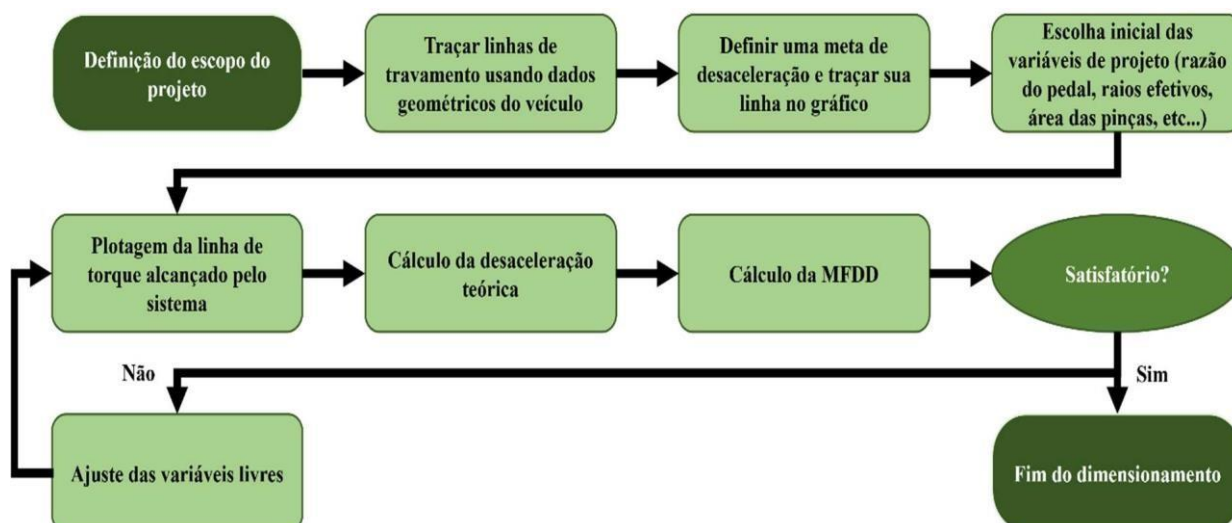 Definição do escopo do
projeto
Traçar linhas de
travamento usando dados
geométricos do veículo
Definir uma meta de
desaceleração e traçar sua
linha no gráfico
Escolha inicial das
variáveis de projeto (razão
do pedal, raios efetivos,
área das pinças, etc...)
Plotagem da linha de
torque alcançado pelo
sistema
Cálculo da desaceleração
teórica
Cálculo da MFDD
Satisfatório?
Não
Sim
Ajuste das variáveis livres
Fim do dimensionamento